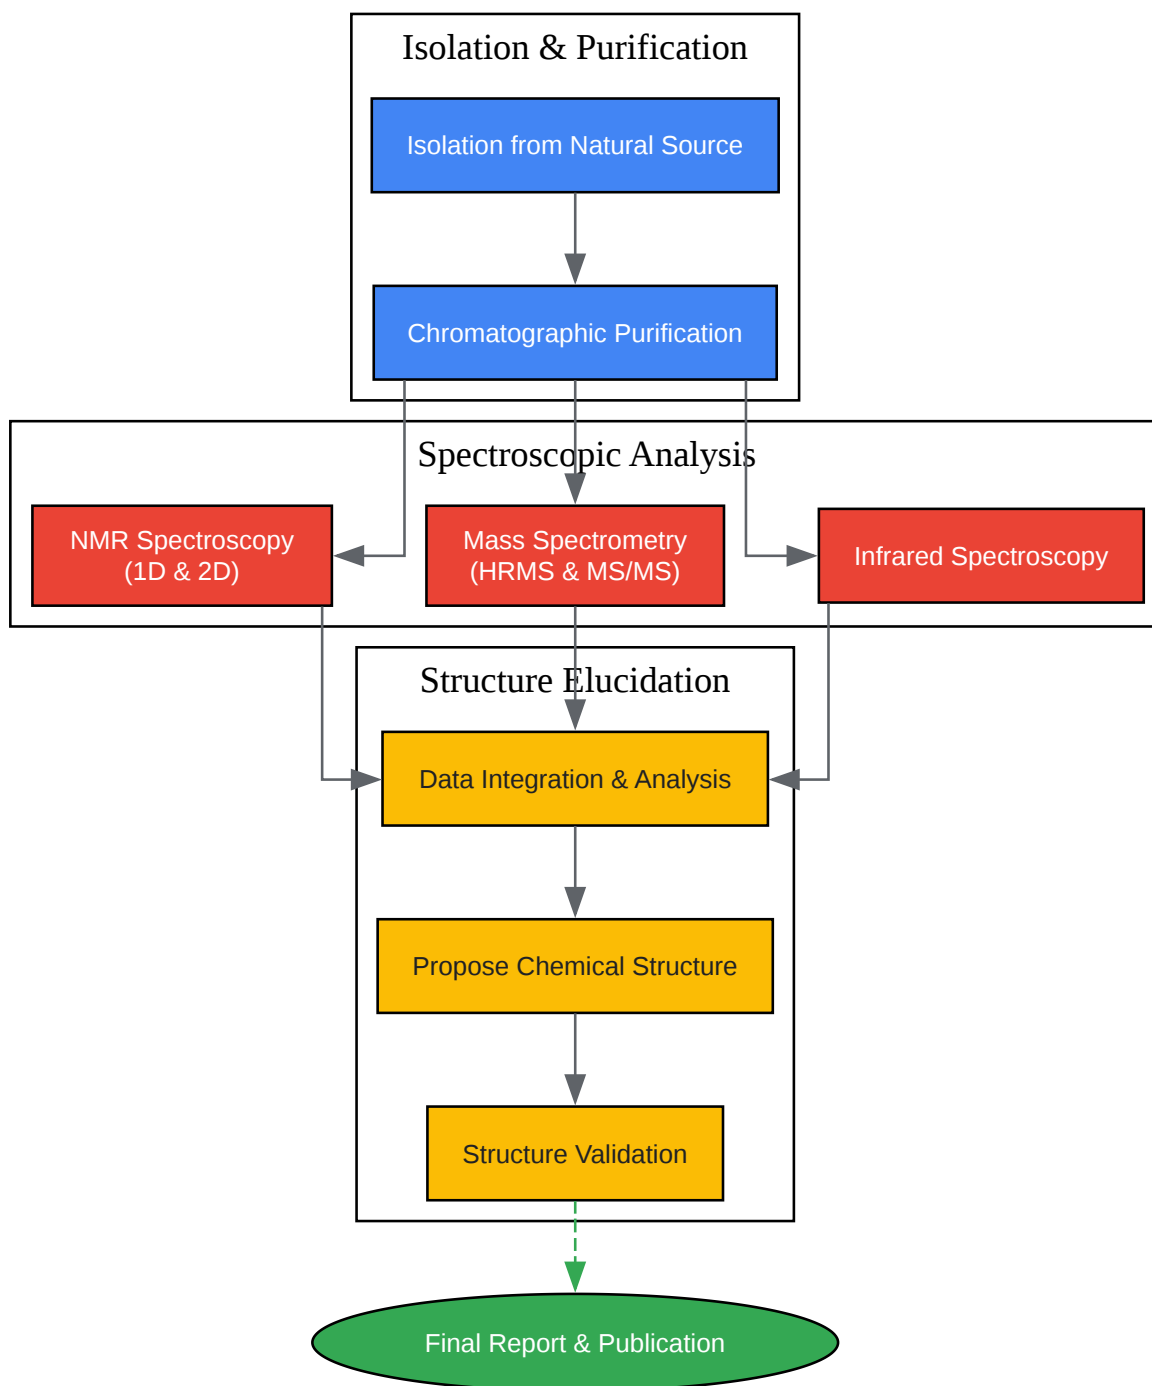 Isolation & Purification
Isolation from Natural Source
Chromatographic Purification
Spectroscopic Analysis
NMR Spectroscopy
(1D & 2D)
Mass Spectrometry
(HRMS & MS/MS)
Infrared Spectroscopy
Structure Elucidation
Data Integration & Analysis
Propose Chemical Structure
Structure Validation
Final Report & Publication